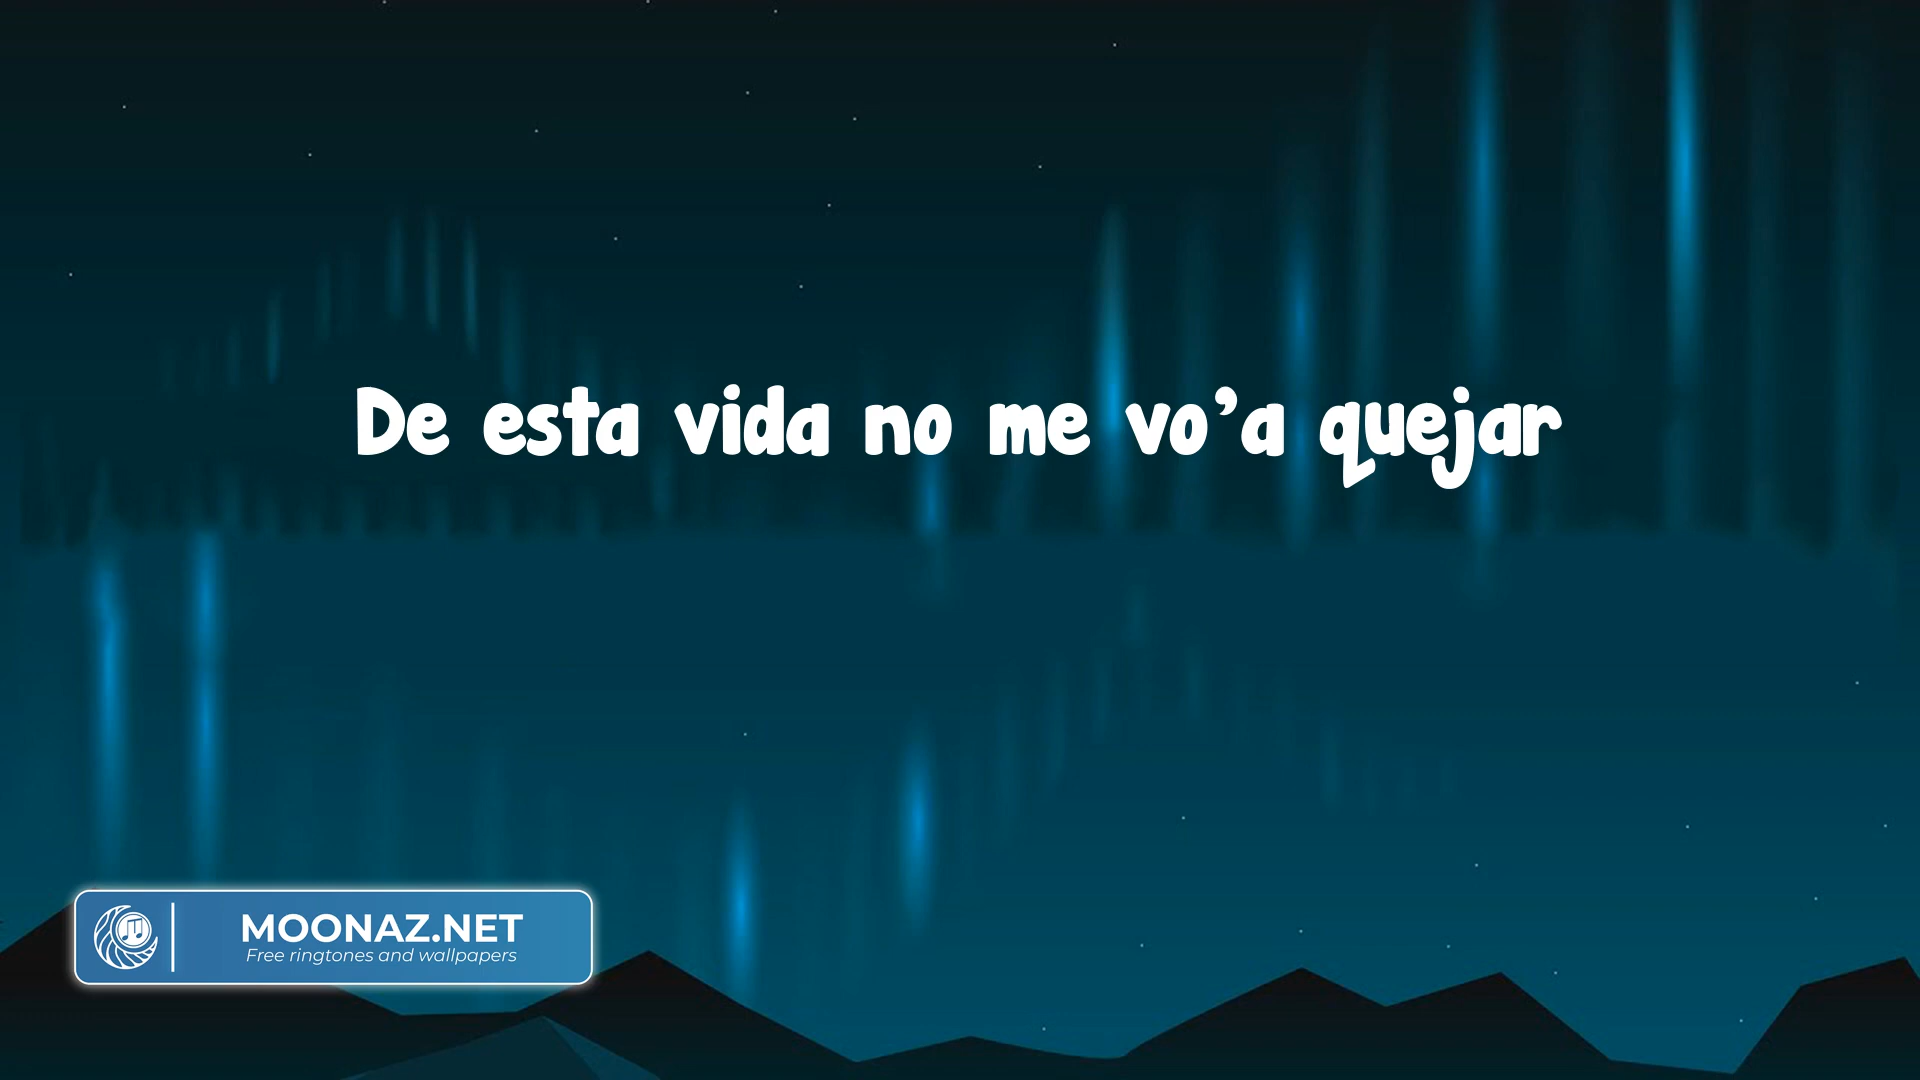 De esta vida no me vo’a quejar
MOONAZ.NET
Free ringtones and wallpapers